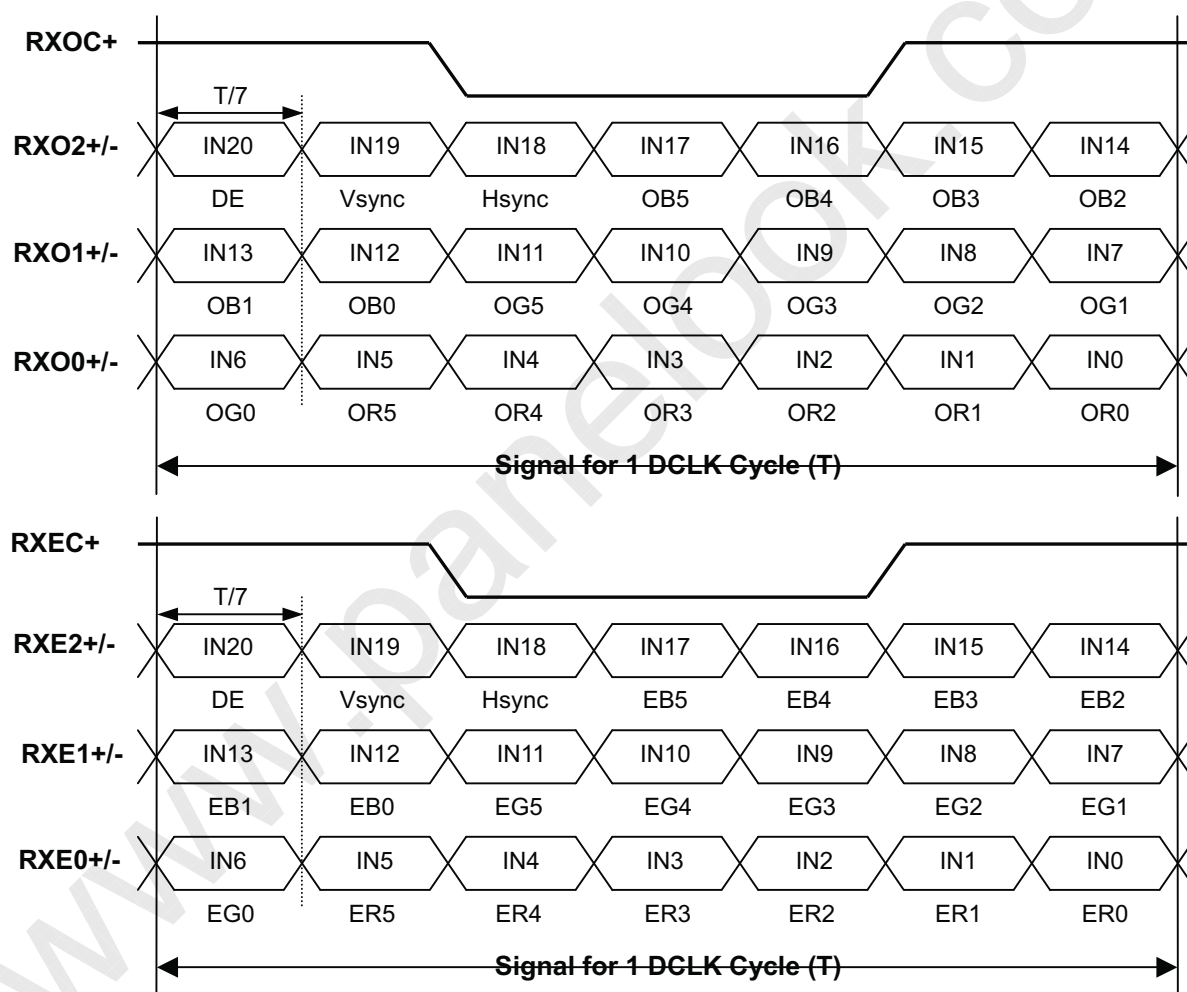 RXOC+
T/7
RXO2+/- IN20 IN19 IN18 IN17 IN16 IN15 IN14
DE Vsync Hsync OB5 OB4 OB3 OB2
RXO1+/- IN13 IN12 IN11 IN10 IN9 IN8 IN7
OB1 OB0 OG5 OG4 OG3 OG2 OG1
RXO0+/- IN6 IN5 IN4 IN3 IN2 IN1 IN0
OG0 OR5 OR4 OR3 OR2 OR1 OR0
Signal for 1 DCLK Cycle (T)
RXEC+
T/7
RXE2+/- IN20 IN19 IN18 IN17 IN16 IN15 IN14
DE Vsync Hsync EB5 EB4 EB3 EB2
RXE1+/- IN13 IN12 IN11 IN10 IN9 IN8 IN7
EB1 EB0 EG5 EG4 EG3 EG2 EG1
RXE0+/- IN6 IN5 IN4 IN3 IN2 IN1 IN0
EG0 ER5 ER4 ER3 ER2 ER1 ER0
Signal for 1 DCLK Cycle (T)
www.panelook.co